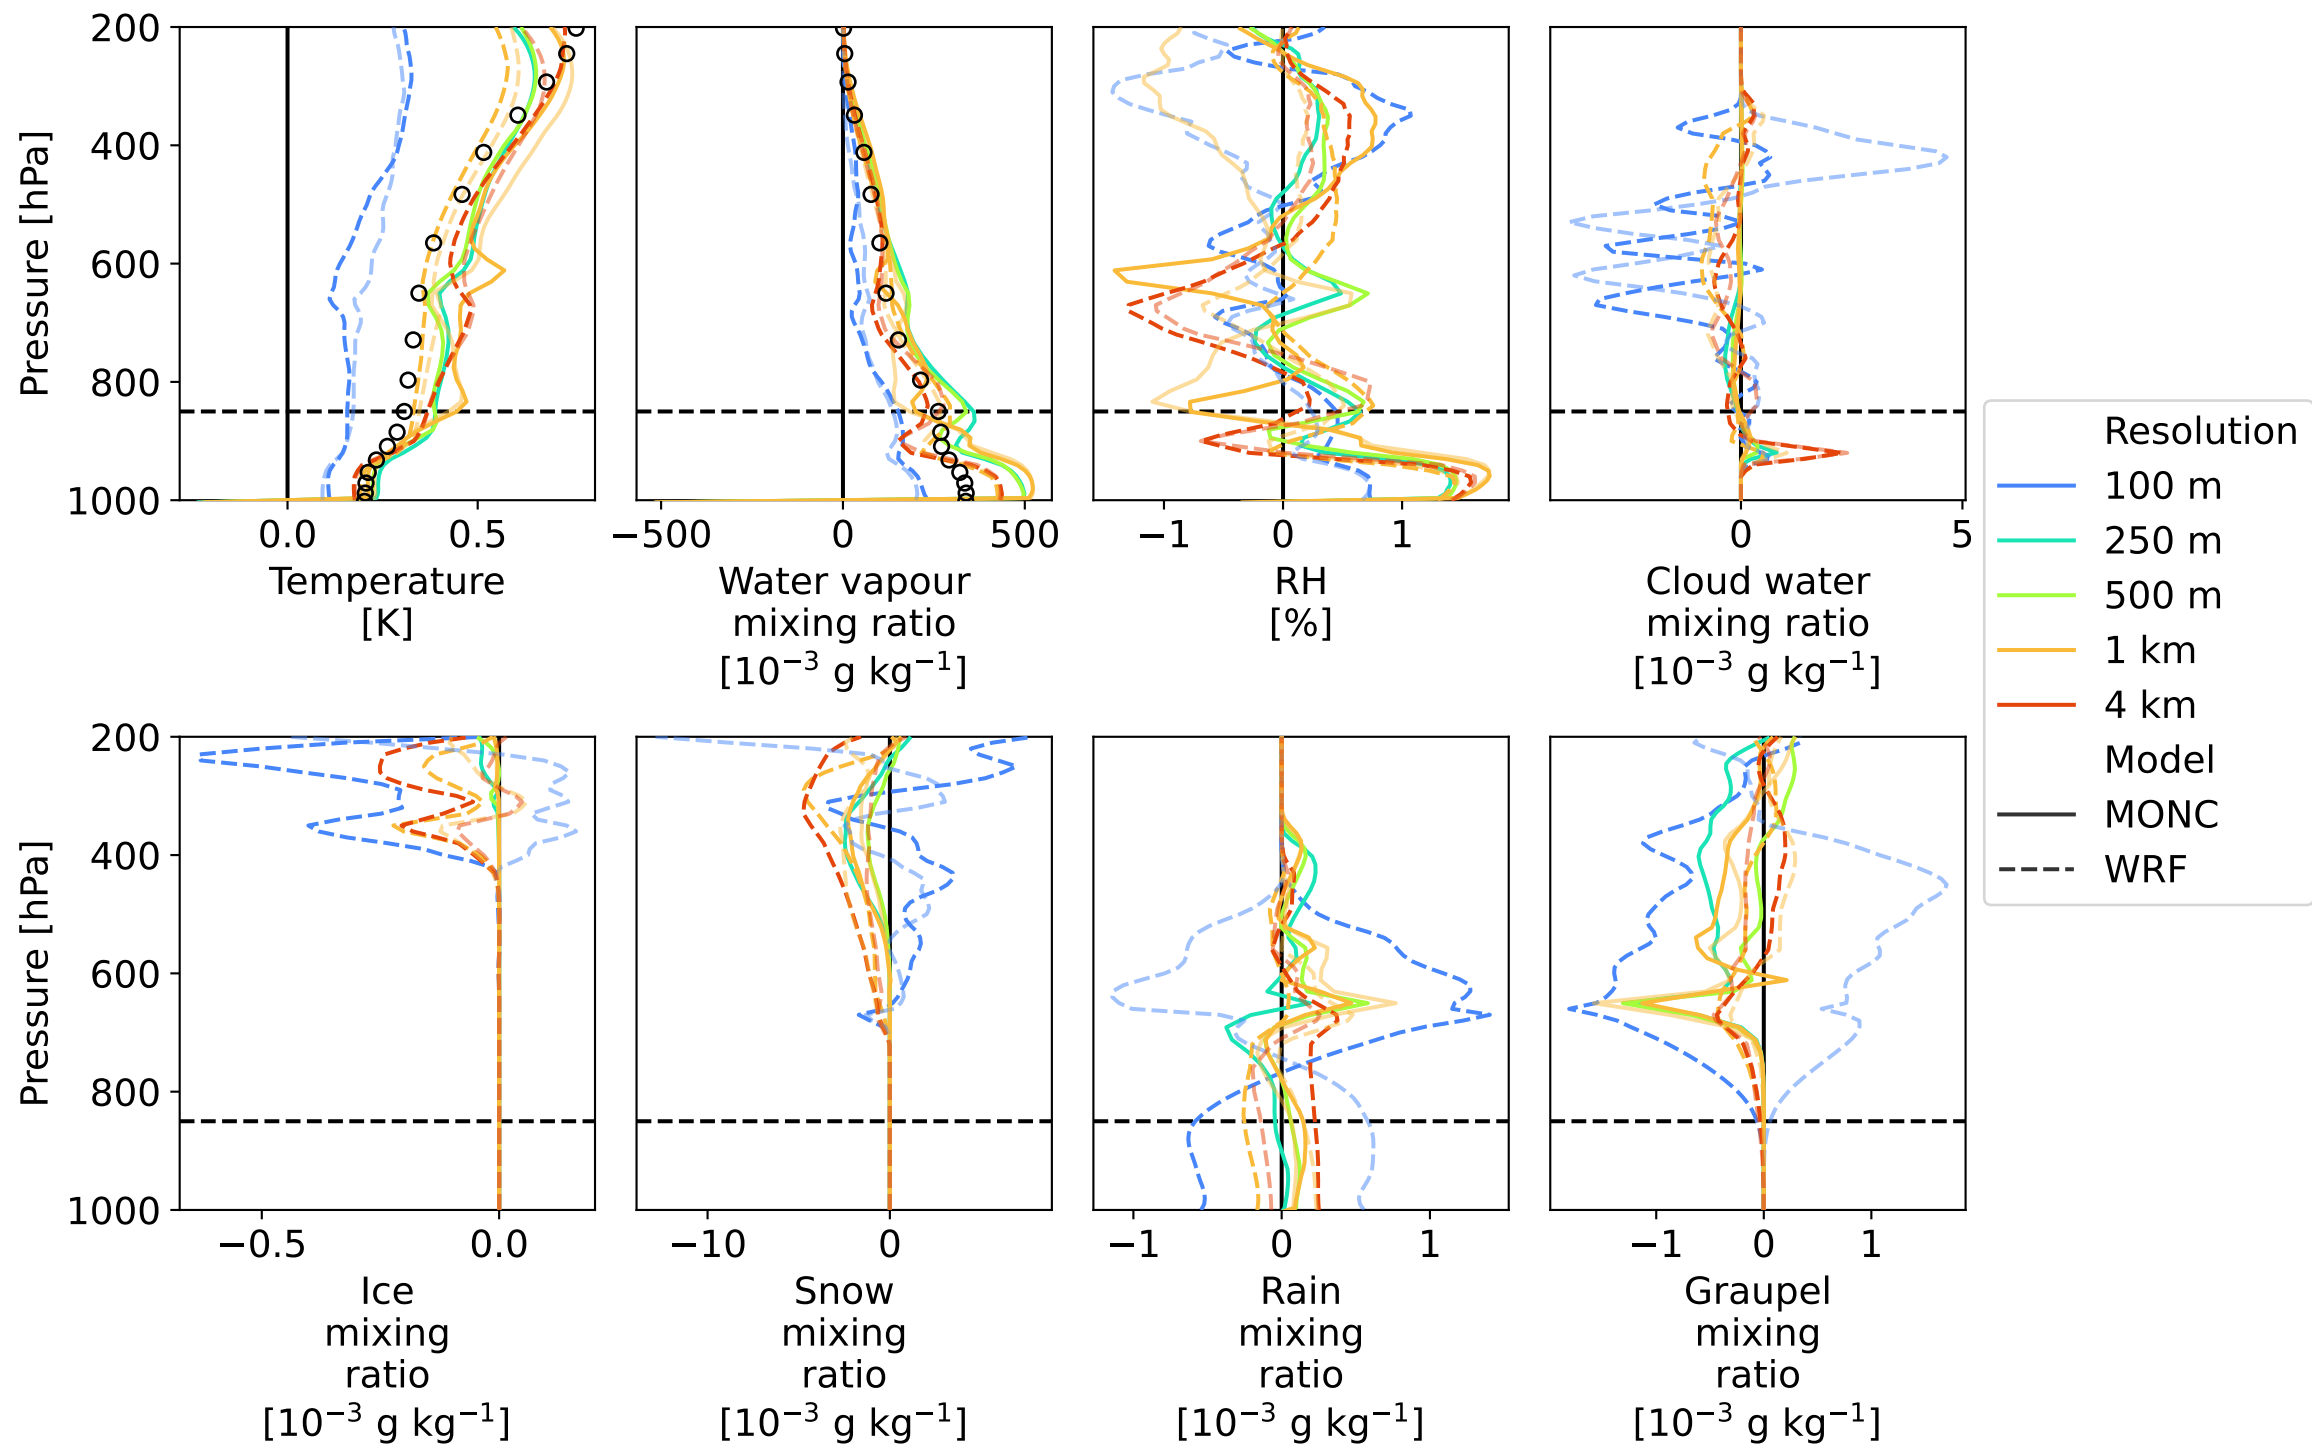 200
400
600
800
1000
Pressure [hPa]
0.0 0.5
Temperature
[K]
−500 0 500
Water vapour
mixing ratio
[10⁻³ g kg⁻¹]
−1 0 1
RH
[%]
0 5
Cloud water
mixing ratio
[10⁻³ g kg⁻¹]
Resolution
100 m
250 m
500 m
1 km
4 km
Model
MONC
WRF
200
400
600
800
1000
Pressure [hPa]
−0.5 0.0
Ice
mixing
ratio
[10⁻³ g kg⁻¹]
−10 0
Snow
mixing
ratio
[10⁻³ g kg⁻¹]
−1 0 1
Rain
mixing
ratio
[10⁻³ g kg⁻¹]
−1 0 1
Graupel
mixing
ratio
[10⁻³ g kg⁻¹]